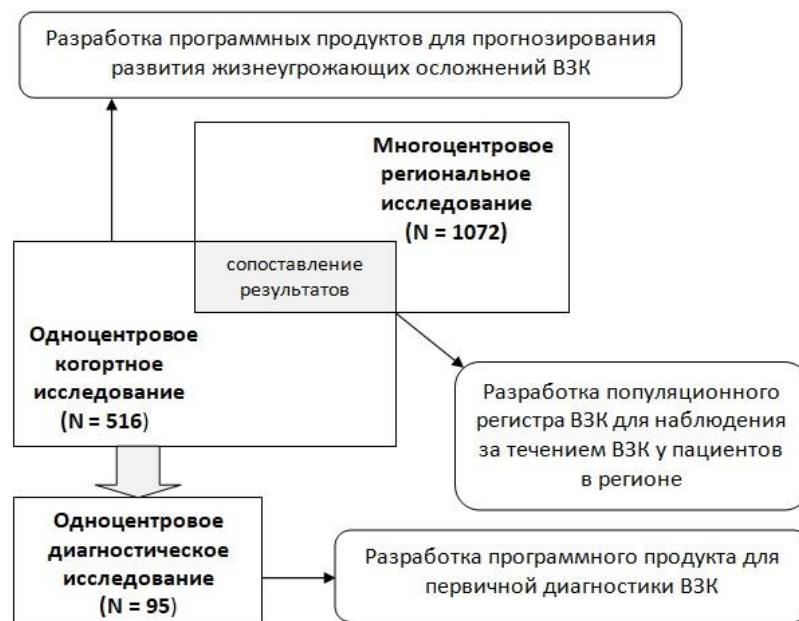 Разработка программных продуктов для прогнозирования
развития жизнеугрожающих осложнений ВЗК
Многоцентровое
региональное
исследование
(N = 1072)
сопоставление
результатов
Одноцентровое
когортное
исследование
(N = 516)
Разработка популяционного
регистра ВЗК для наблюдения
за течением ВЗК у пациентов
в регионе
Одноцентровое
диагностическое
исследование
(N = 95)
Разработка программного продукта для
первичной диагностики ВЗК